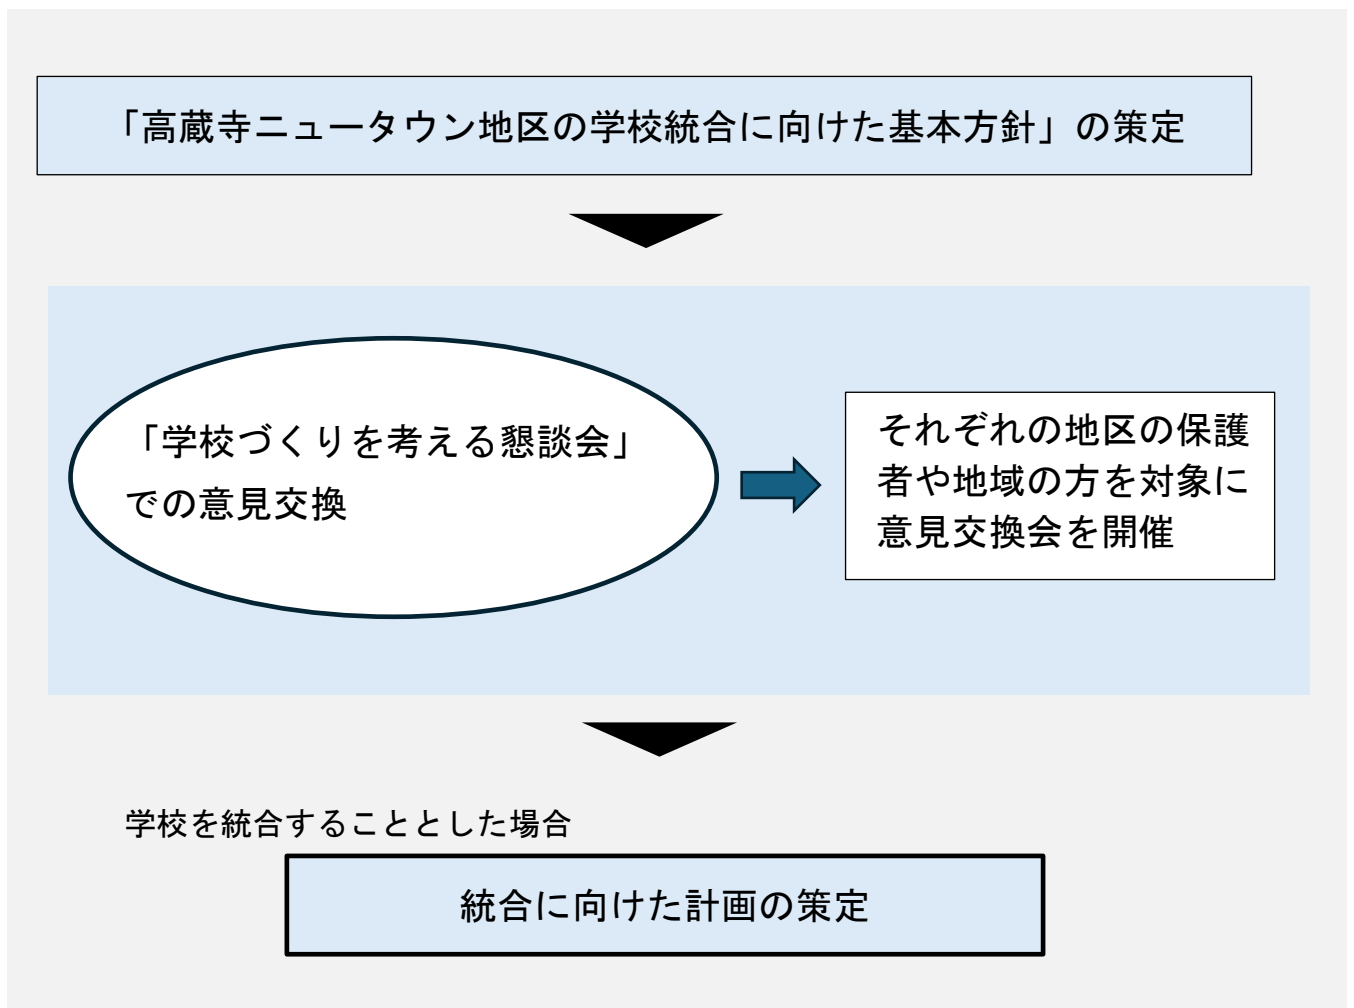 「高蔵寺ニュータウン地区の学校統合に向けた基本方針」の策定
「学校づくりを考える懇談会」
での意見交換
それぞれの地区の保護
者や地域の方を対象に
意見交換会を開催
学校を統合することとした場合
統合に向けた計画の策定